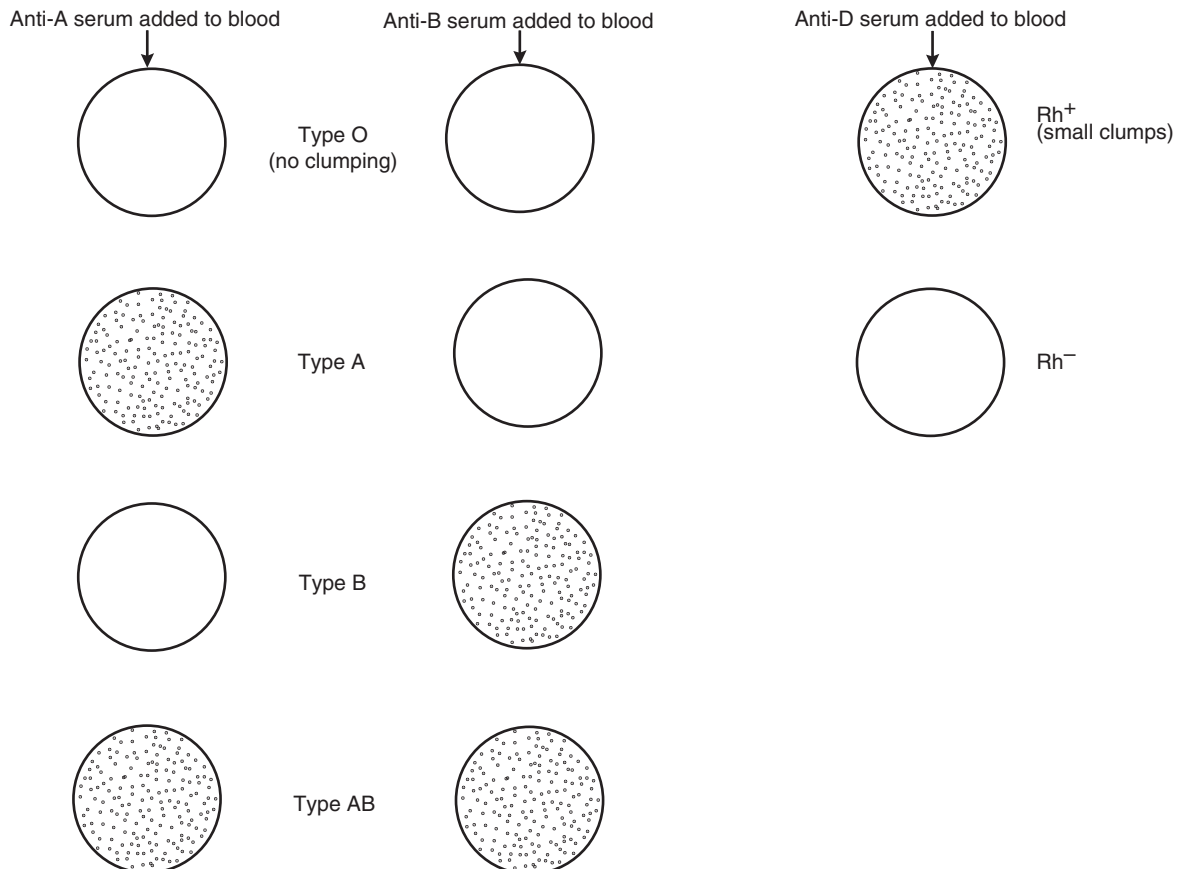 Anti-A serum added to blood
Anti-B serum added to blood
Anti-D serum added to blood
Type O
(no clumping)
Rh+
(small clumps)
Type A
Rh–
Type B
Type AB